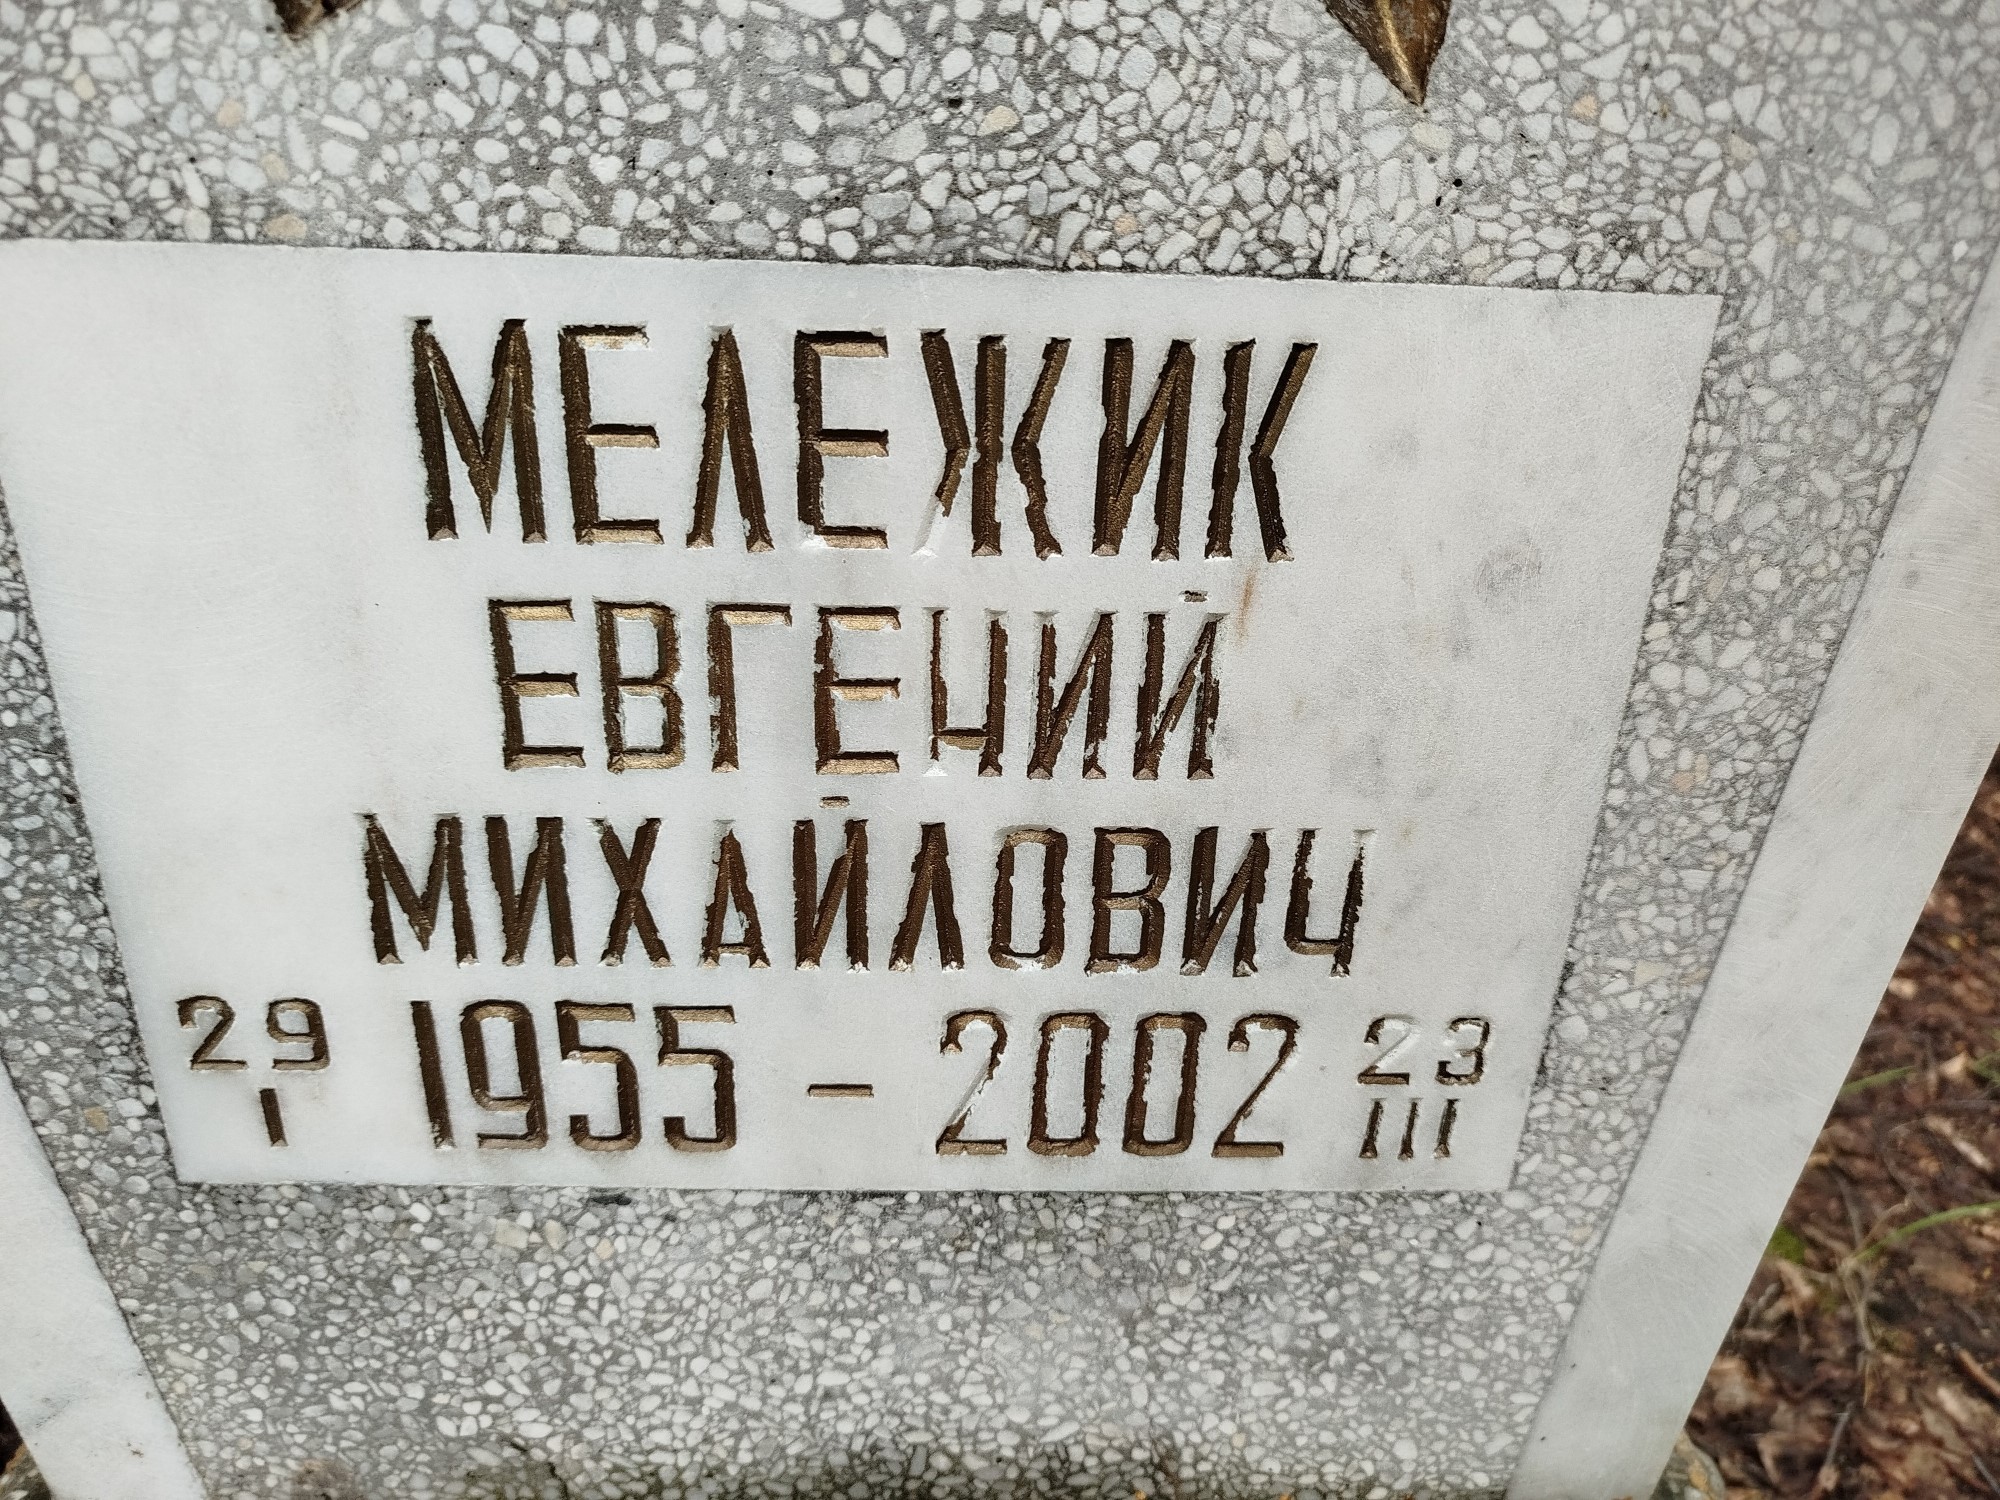 МЕЛЕЖИК
ЕВГЕНИЙ
МИХАЙЛОВИЧ
29 I 1955 - 2002 23 III